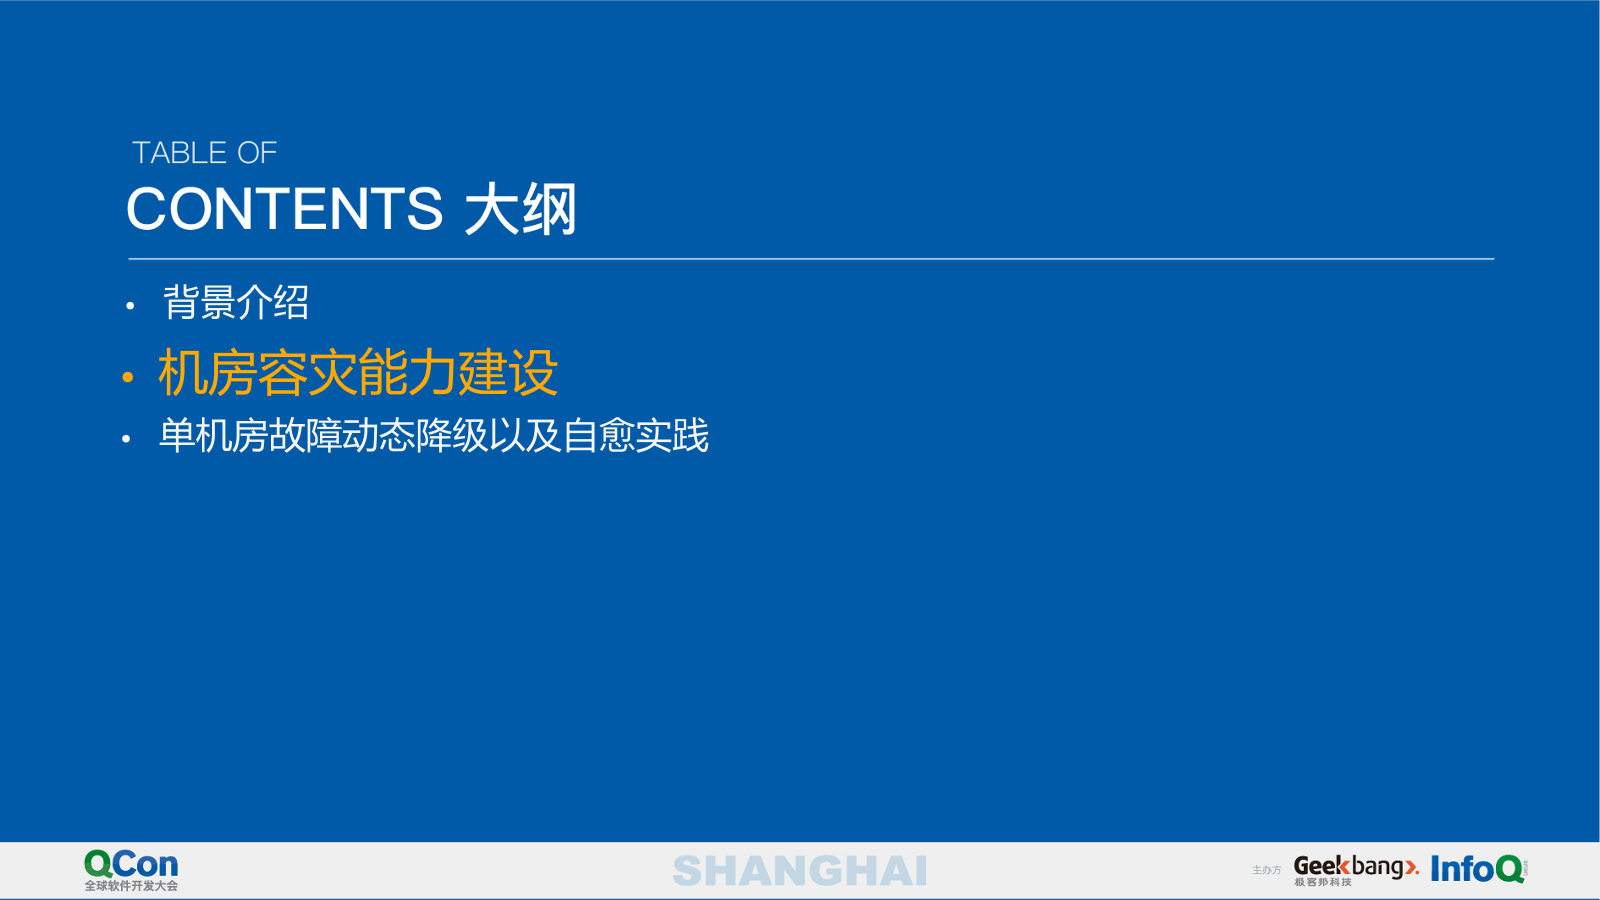 TABLE OF
CONTENTS 大纲
• 背景介绍
• 机房容灾能力建设
• 单机房故障动态降级以及自愈实践
QCon
全球软件开发大会
SHANGHAI
主办方
Geekbang>.
极客邦科技
InfoQ